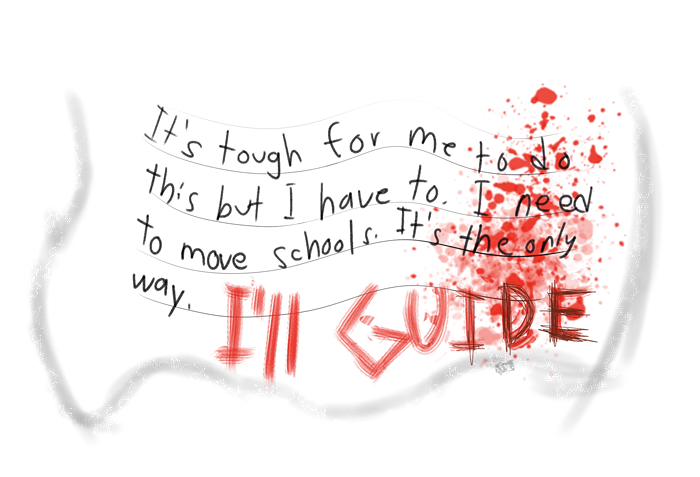 It's tough for me to do
this but I have to. I need
to move schools. It's the only
way.
I'll GUIDE